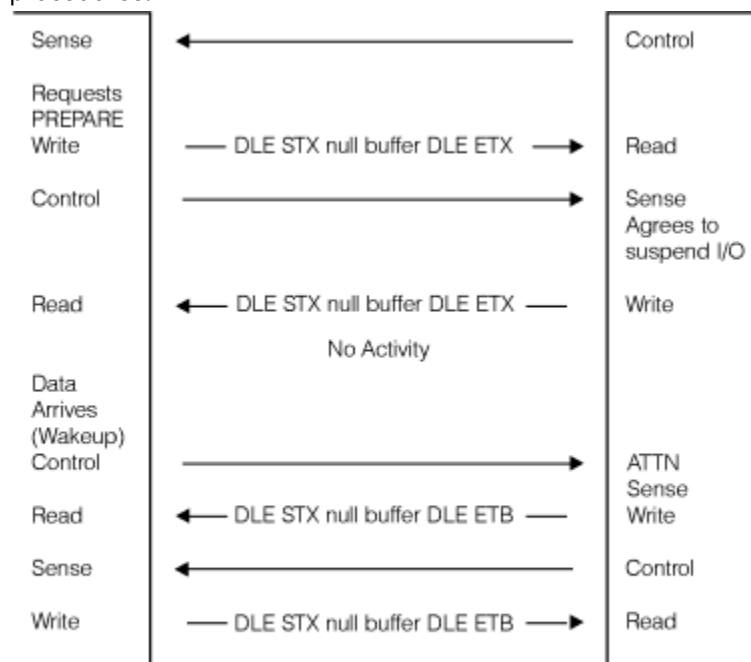 Sense Control
Requests
PREPARE
Write DLE STX null buffer DLE ETX Read
Control Sense
Agrees to
suspend I/O
Read DLE STX null buffer DLE ETX Write
No Activity
Data
Arrives
(Wakeup)
Control ATTN
Sense
Read DLE STX null buffer DLE ETB Write
Sense Control
Write DLE STX null buffer DLE ETB Read